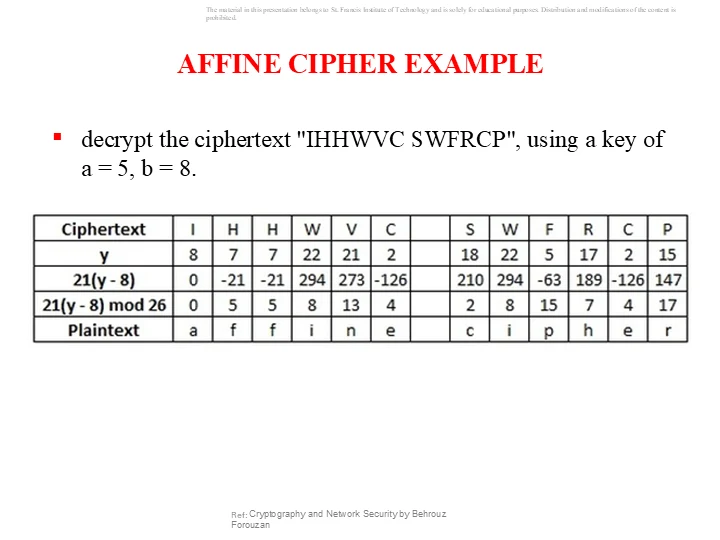 The material in this presentation belongs to St. Francis Institute of Technology and is solely for educational purposes. Distribution and modifications of the content is
prohibited.
AFFINE CIPHER EXAMPLE
▪ decrypt the ciphertext "IHHWVC SWFRCP", using a key of
a = 5, b = 8.
Ciphertext I H H W V C S W F R C P
y 8 7 7 22 21 2 18 22 5 17 2 15
21(y - 8) 0 -21 -21 294 273 -126 210 294 -63 189 -126 147
21(y - 8) mod 26 0 5 5 8 13 4 2 8 15 7 4 17
Plaintext a f f i n e c i p h e r
Ref: Cryptography and Network Security by Behrouz
Forouzan